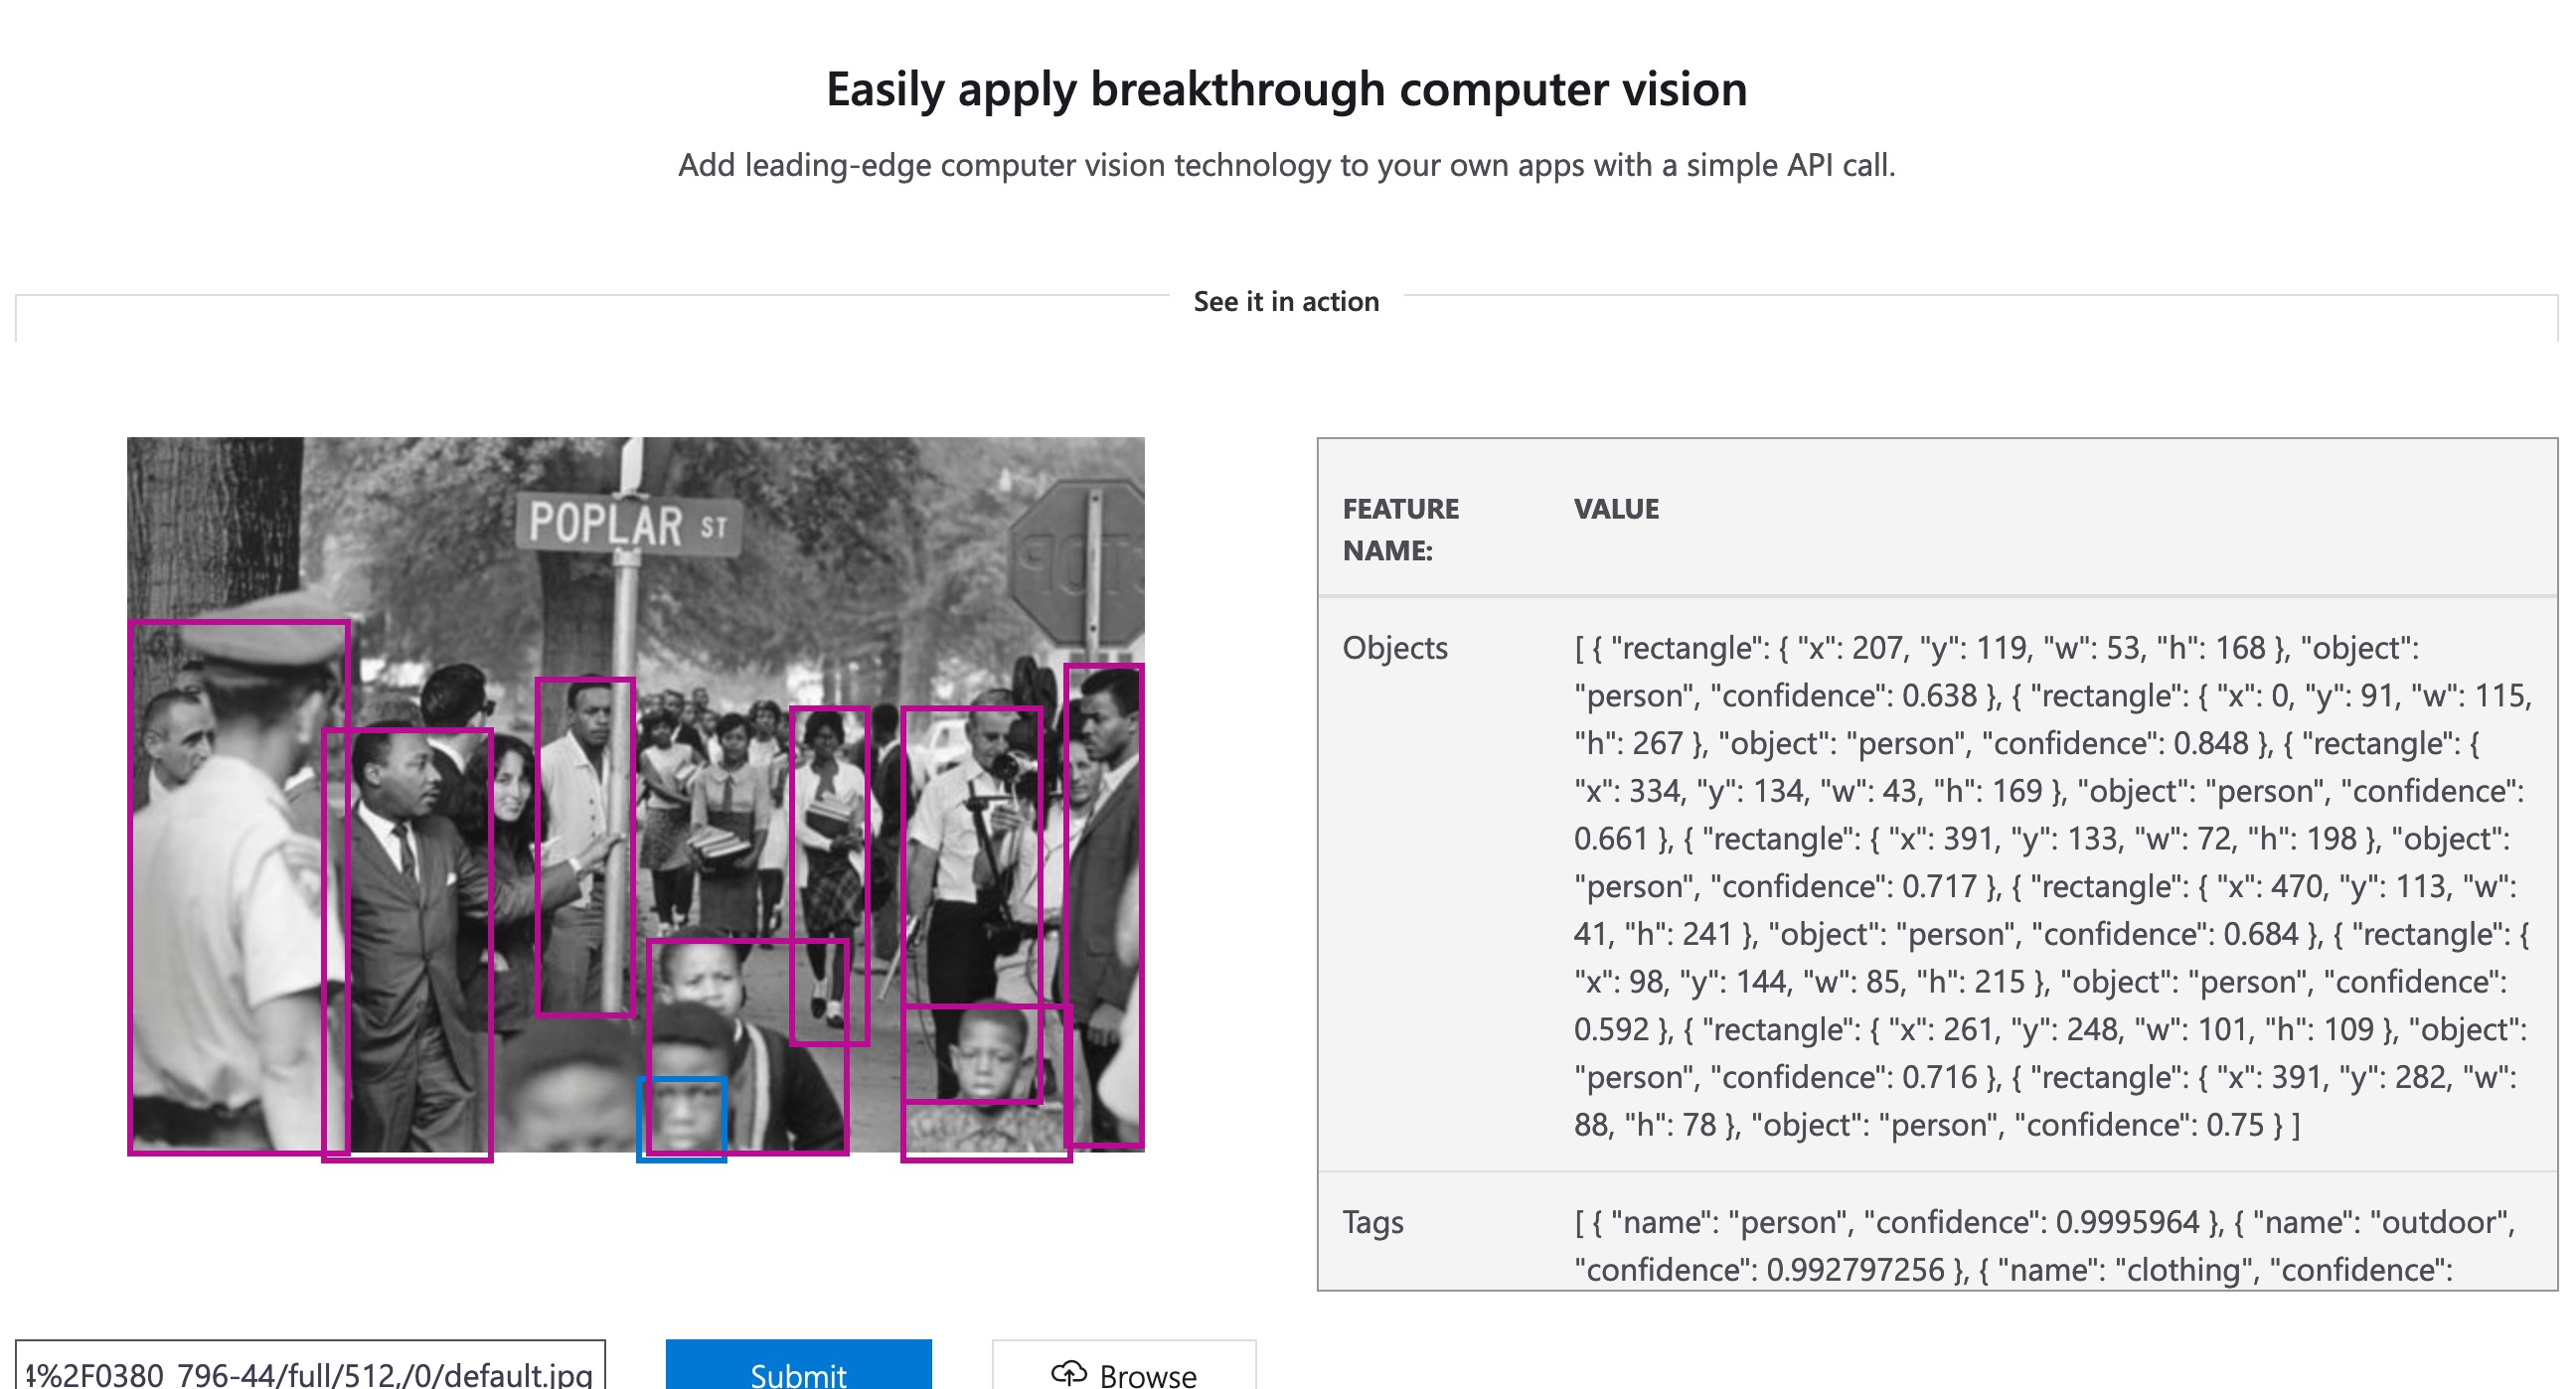 Easily apply breakthrough computer vision
Add leading-edge computer vision technology to your own apps with a simple API call.
See it in action
POPLAR ST
STOP
FEATURE NAME:
VALUE
Objects
[ { "rectangle": { "x": 207, "y": 119, "w": 53, "h": 168 }, "object":
"person", "confidence": 0.638 }, { "rectangle": { "x": 0, "y": 91, "w": 115,
"h": 267 }, "object": "person", "confidence": 0.848 }, { "rectangle": {
"x": 334, "y": 134, "w": 43, "h": 169 }, "object": "person", "confidence":
0.661 }, { "rectangle": { "x": 391, "y": 133, "w": 72, "h": 198 }, "object":
"person", "confidence": 0.717 }, { "rectangle": { "x": 470, "y": 113, "w":
41, "h": 241 }, "object": "person", "confidence": 0.684 }, { "rectangle": {
"x": 98, "y": 144, "w": 85, "h": 215 }, "object": "person", "confidence":
0.592 }, { "rectangle": { "x": 261, "y": 248, "w": 101, "h": 109 }, "object":
"person", "confidence": 0.716 }, { "rectangle": { "x": 391, "y": 282, "w":
88, "h": 78 }, "object": "person", "confidence": 0.75 } ]
Tags
[ { "name": "person", "confidence": 0.9995964 }, { "name": "outdoor",
"confidence": 0.992797256 }, { "name": "clothing", "confidence":
4%2F0380_796-44/full/512,/0/default.jpg
Submit
Browse